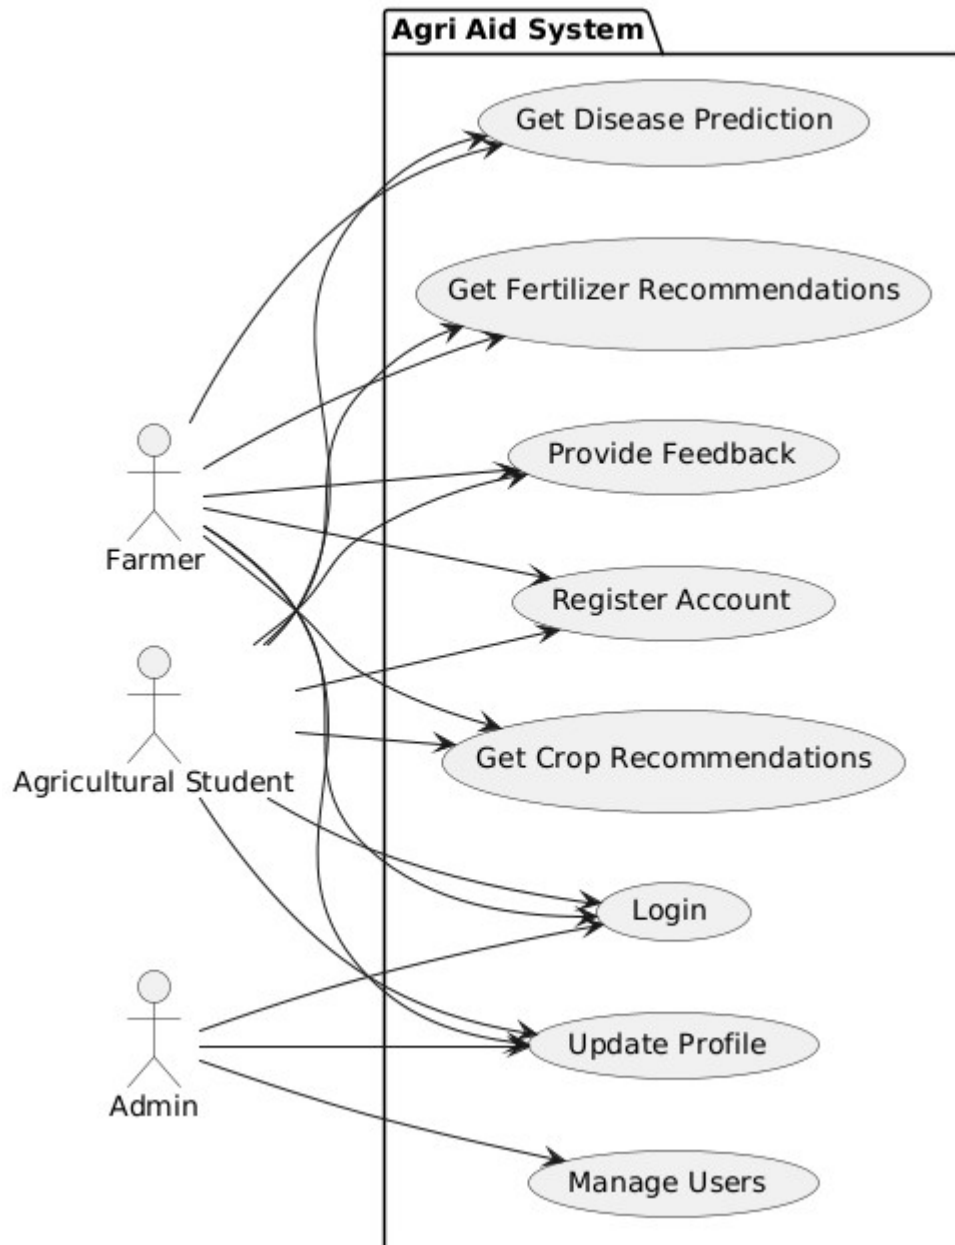 Agri Aid System
Get Disease Prediction
Get Fertilizer Recommendations
Provide Feedback
Farmer
Register Account
Get Crop Recommendations
Agricultural Student
Login
Update Profile
Admin
Manage Users